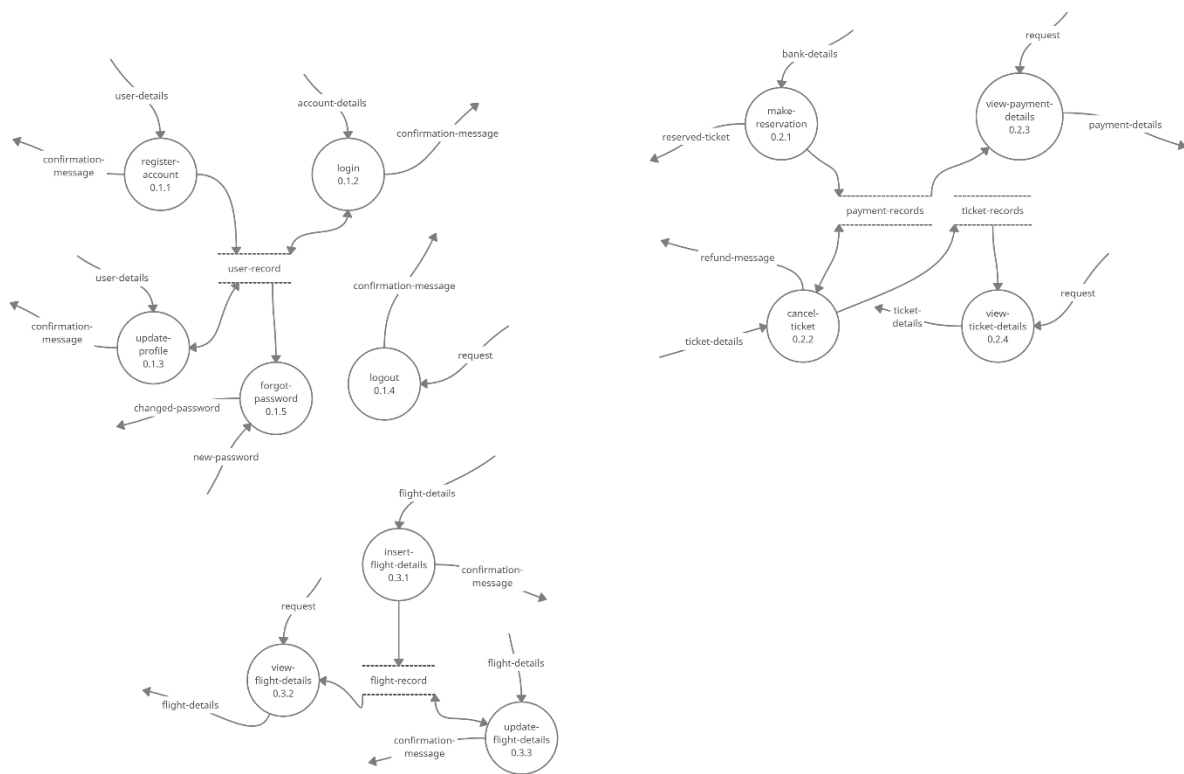 user-details
confirmation-
message
register-
account
0.1.1
account-details
confirmation-message
login
0.1.2
user-record
user-details
confirmation-
message
update-
profile
0.1.3
confirmation-message
request
logout
0.1.4
forgot-
password
0.1.5
changed-password
new-password
bank-details
make-
reservation
0.2.1
reserved-ticket
request
view-payment-
details
0.2.3
payment-details
payment-records
ticket-records
refund-message
cancel-
ticket
0.2.2
ticket-details
ticket-
details
view-
ticket-details
0.2.4
request
flight-details
insert-
flight-details
0.3.1
confirmation-
message
request
view-
flight-details
0.3.2
flight-details
flight-record
flight-details
update-
flight-details
0.3.3
confirmation-
message